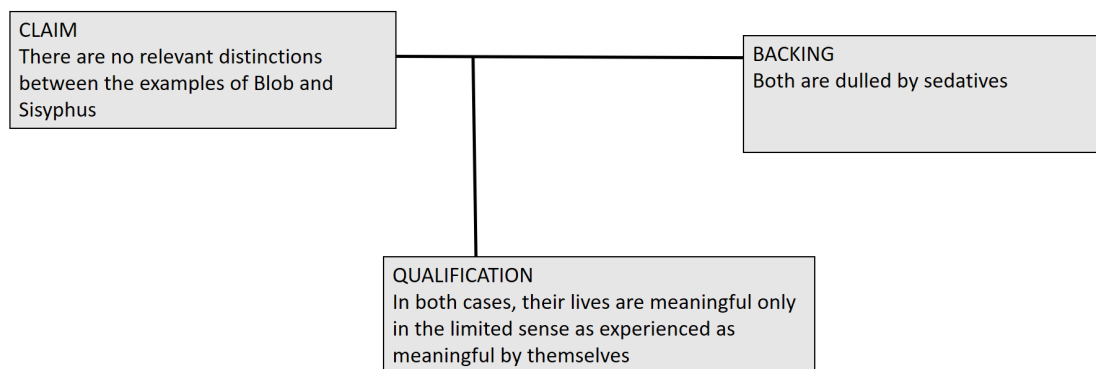 CLAIM
There are no relevant distinctions
between the examples of Blob and
Sisyphus
BACKING
Both are dulled by sedatives
QUALIFICATION
In both cases, their lives are meaningful only
in the limited sense as experienced as
meaningful by themselves